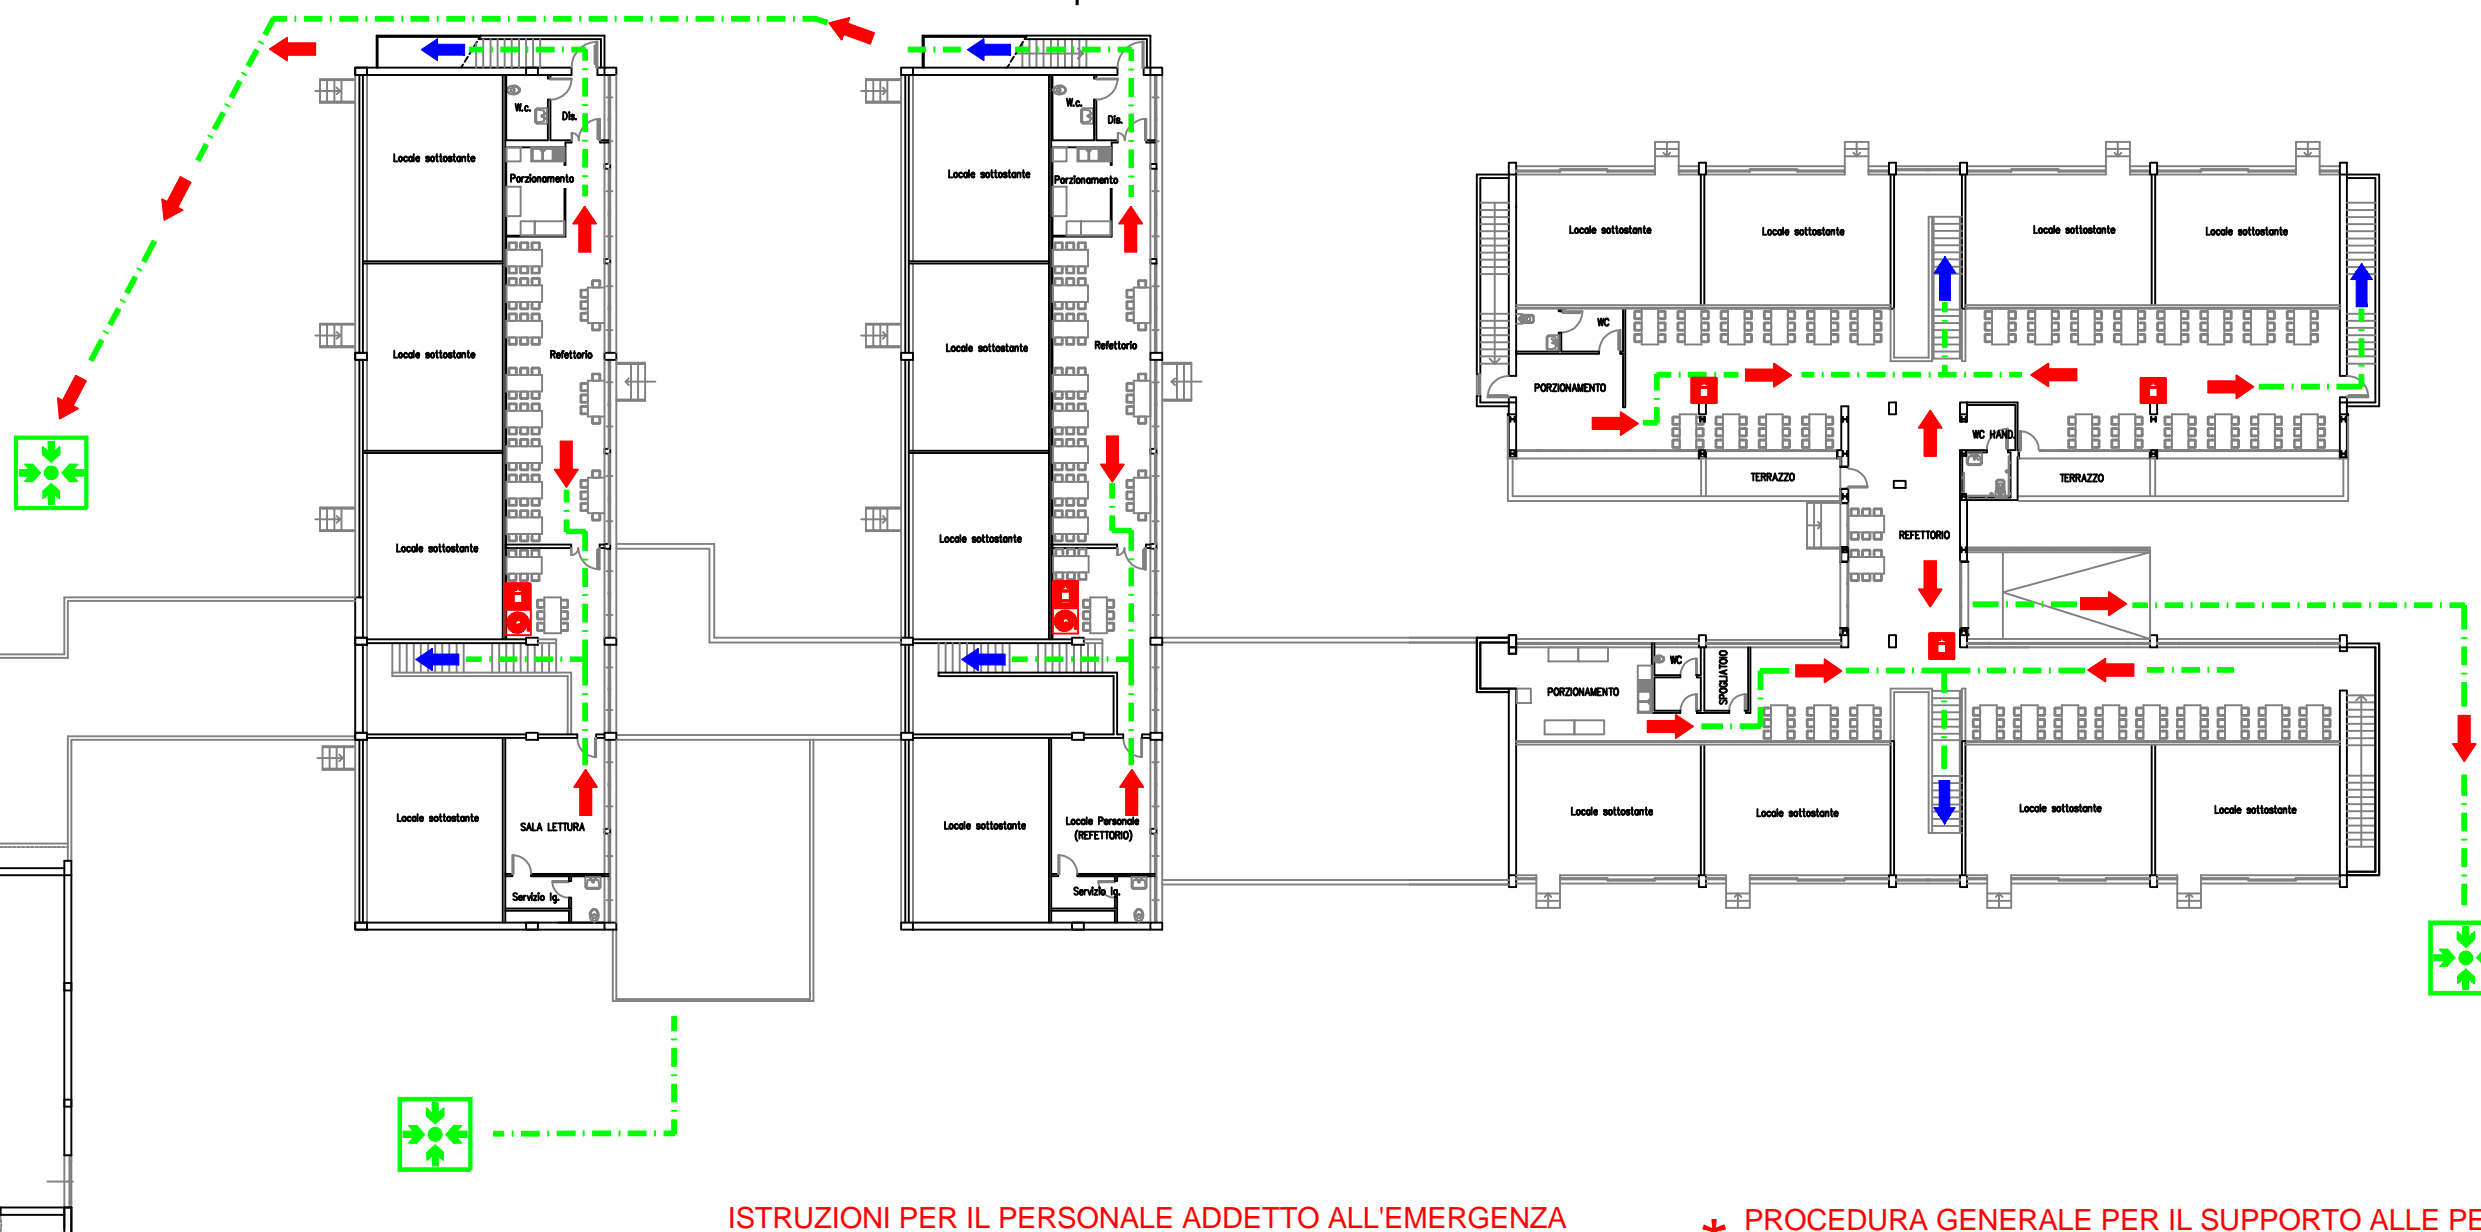 W.c.
Dis.
Locale sottostante
Porzionamento
Locale sottostante
Refettorio
Locale sottostante
Locale sottostante
SALA LETTURA
Servizio Ig.
W.c.
Dis.
Locale sottostante
Porzionamento
Locale sottostante
Refettorio
Locale sottostante
Locale sottostante
Locale Personale
(REFETTORIO)
Servizio Ig.
Locale sottostante
Locale sottostante
Locale sottostante
Locale sottostante
WC
PORZIONAMENTO
WC HAND.
TERRAZZO
TERRAZZO
REFETTORIO
WC
SPOGLIATOIO
PORZIONAMENTO
Locale sottostante
Locale sottostante
Locale sottostante
Locale sottostante
ISTRUZIONI PER IL PERSONALE ADDETTO ALL'EMERGENZA
* PROCEDURA GENERALE PER IL SUPPORTO ALLE PE